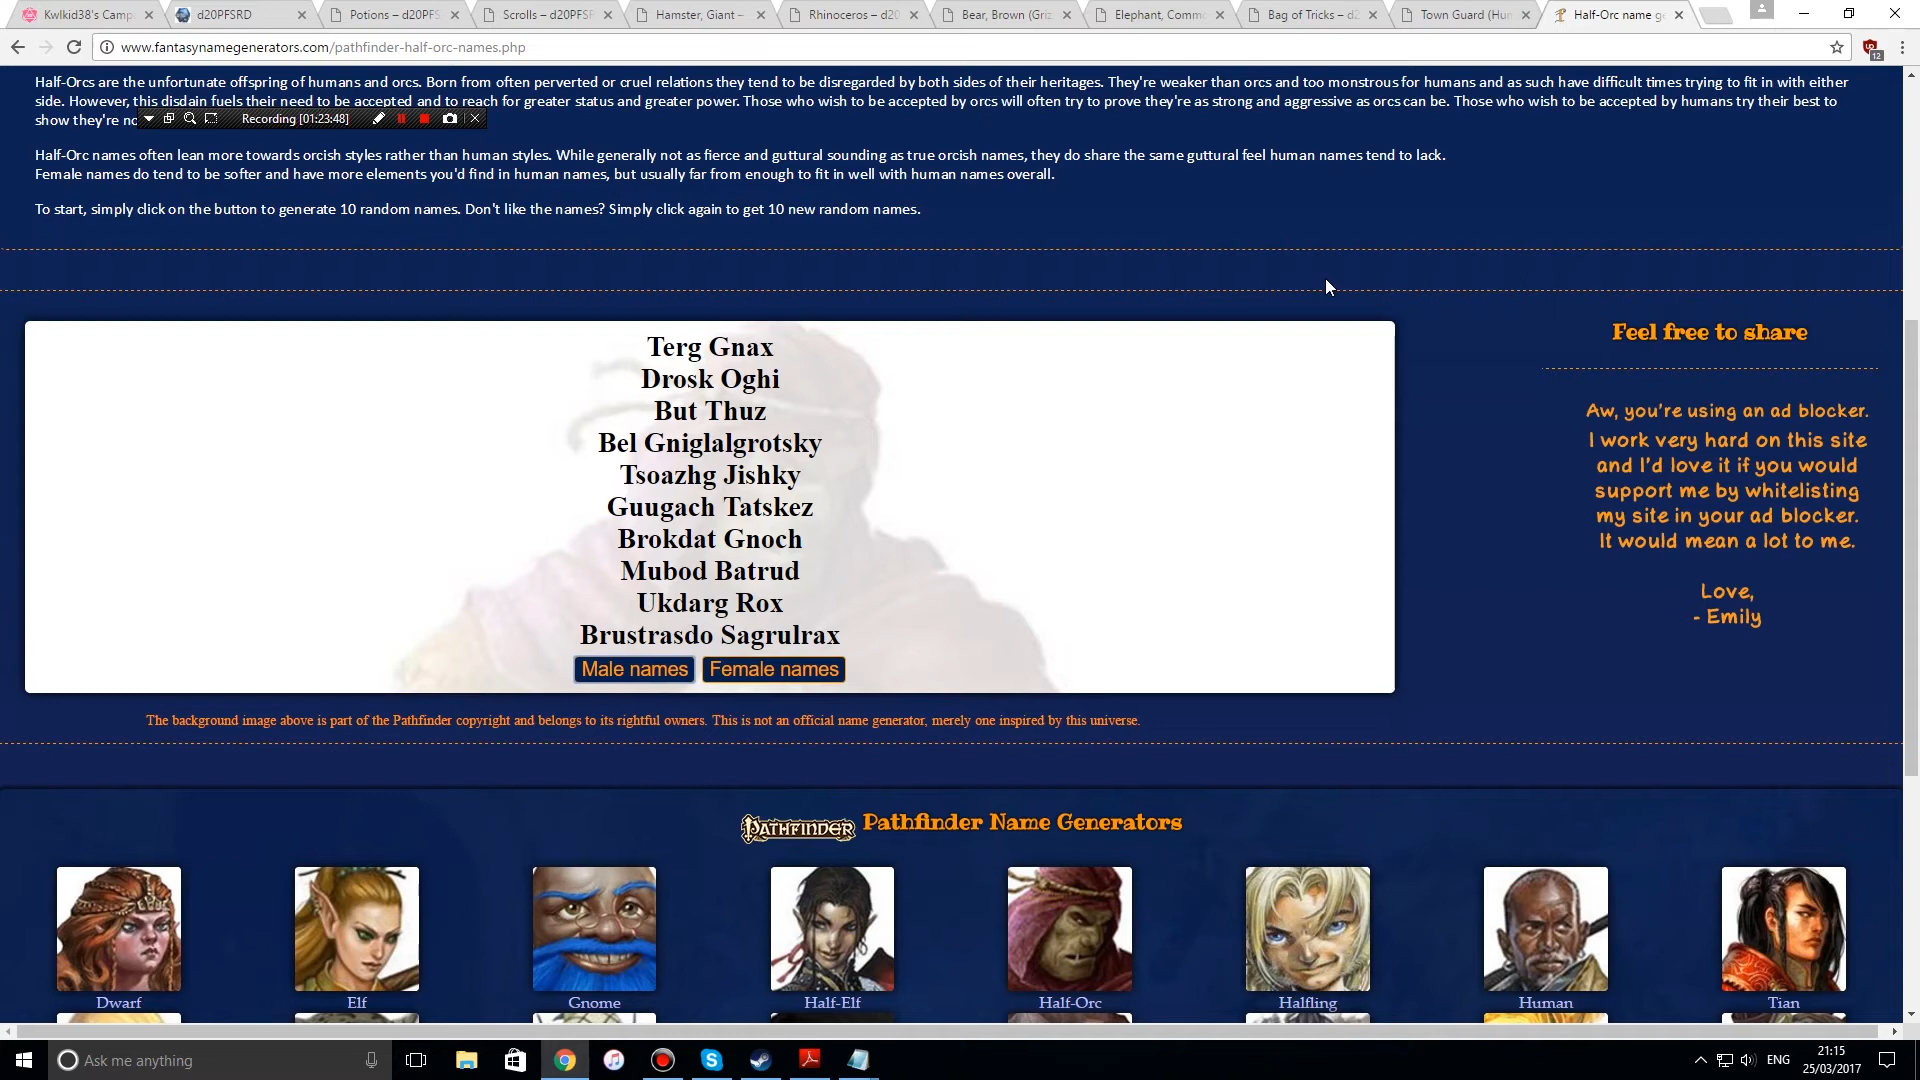 Kwlkid38's Camp
d20PFSRD
Potions – d20PFS
Scrolls – d20PFSF
Hamster, Giant –
Rhinoceros – d20
Bear, Brown (Griz
Elephant, Comm
Bag of Tricks – d2
Town Guard (Hun
Half-Orc name ge
www.fantasynamegenerators.com/pathfinder-half-orc-names.php
12
Half-Orcs are the unfortunate offspring of humans and orcs. Born from often perverted or cruel relations they tend to be disregarded by both sides of their heritages. They're weaker than orcs and too monstrous for humans and as such have difficult times trying to fit in with either
side. However, this disdain fuels their need to be accepted and to reach for greater status and greater power. Those who wish to be accepted by orcs will often try to prove they're as strong and aggressive as orcs can be. Those who wish to be accepted by humans try their best to
show they're no
Recording [01:23:48]
Half-Orc names often lean more towards orcish styles rather than human styles. While generally not as fierce and guttural sounding as true orcish names, they do share the same guttural feel human names tend to lack.
Female names do tend to be softer and have more elements you'd find in human names, but usually far from enough to fit in well with human names overall.
To start, simply click on the button to generate 10 random names. Don't like the names? Simply click again to get 10 new random names.
Terg Gnax
Drosk Oghi
But Thuz
Bel Gniglalgrotsky
Tsoazhg Jishky
Guugach Tatskez
Brokdat Gnoch
Mubod Batrud
Ukdarg Rox
Brustrasdo Sagrulrax
Male names
Female names
Feel free to share
Aw, you're using an ad blocker.
I work very hard on this site
and I'd love it if you would
support me by whitelisting
my site in your ad blocker.
It would mean a lot to me.
Love,
- Emily
The background image above is part of the Pathfinder copyright and belongs to its rightful owners. This is not an official name generator, merely one inspired by this universe.
PATHFINDER Pathfinder Name Generators
Dwarf
Elf
Gnome
Half-Elf
Half-Orc
Halfling
Human
Tian
Ask me anything
ENG
21:15
25/03/2017